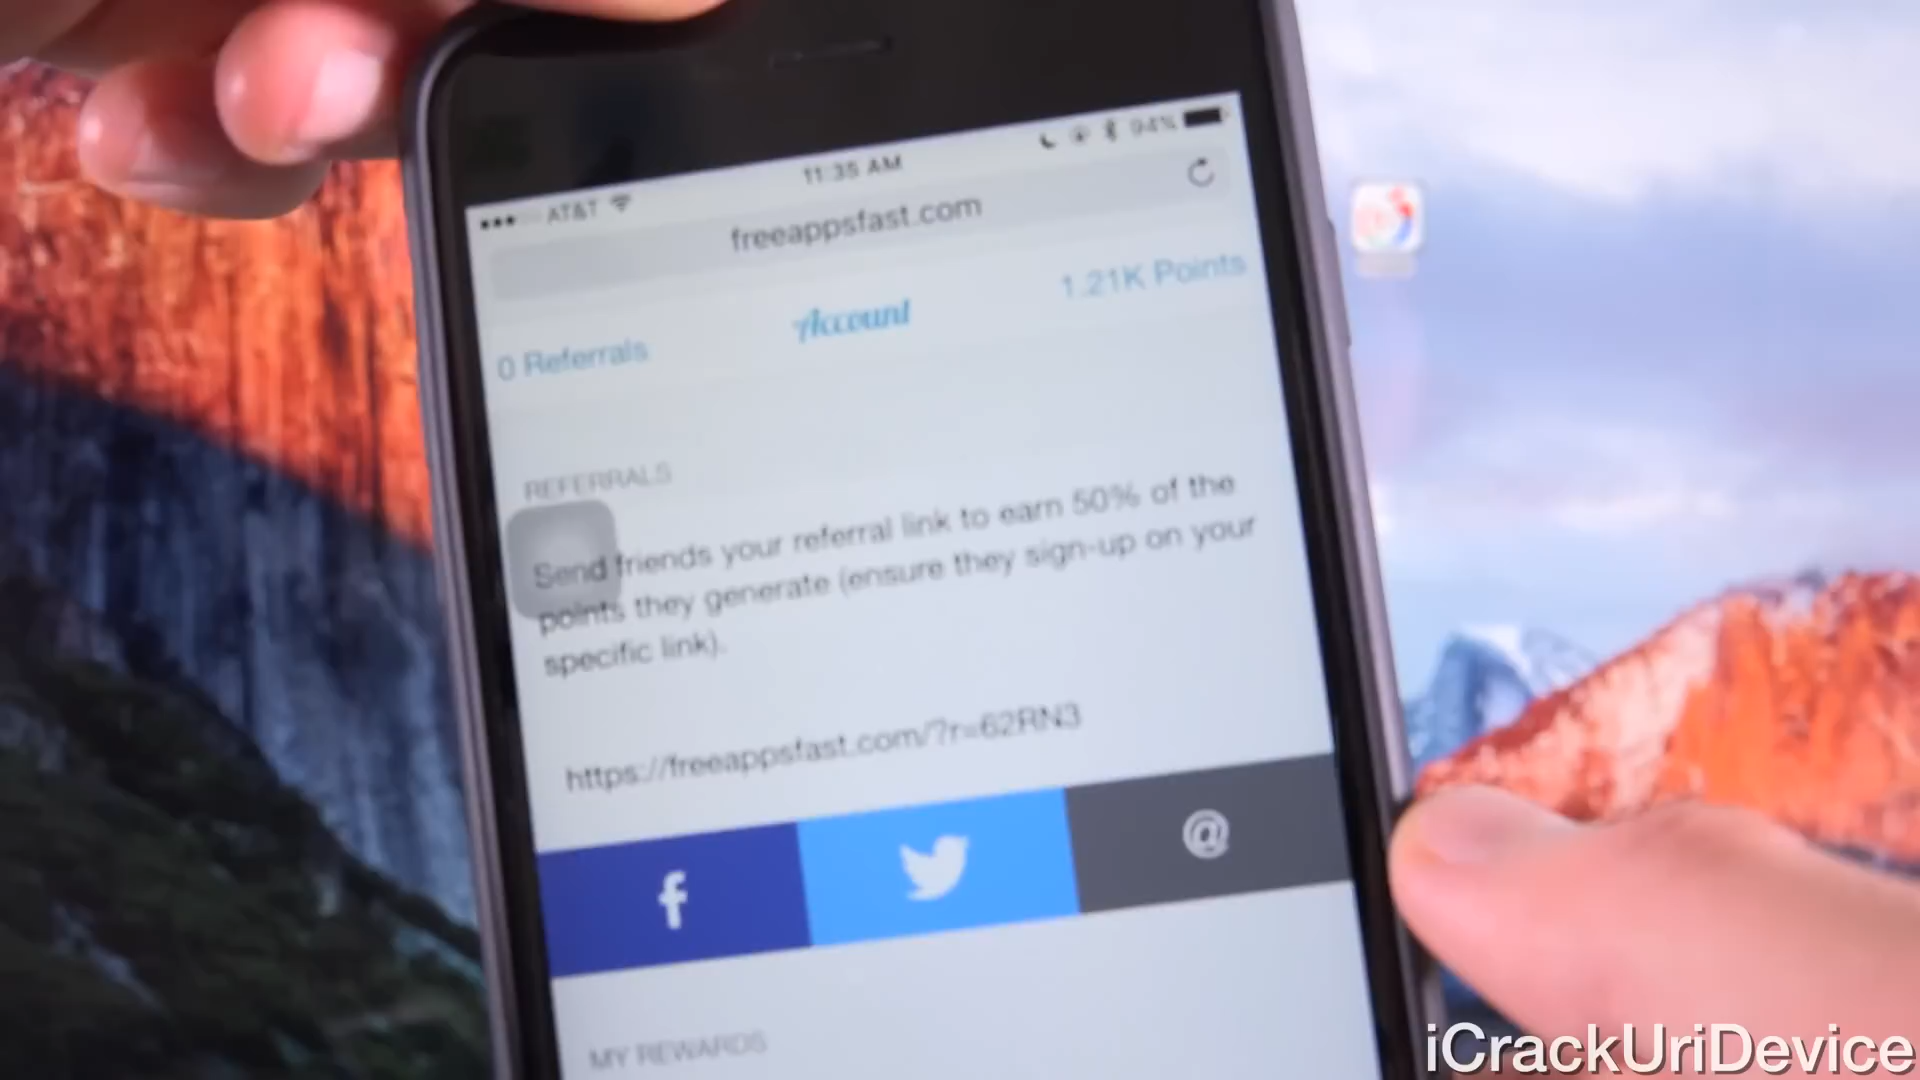 AT&T
11:35 AM
94%
freeappsfast.com
0 Referrals
Account
1.21K Points
REFERRALS
Send friends your referral link to earn 50% of the
points they generate (ensure they sign-up on your
specific link).
https://freeappsfast.com/?r=62RN3
f
@
MY REWARDS
iCrackUriDevice